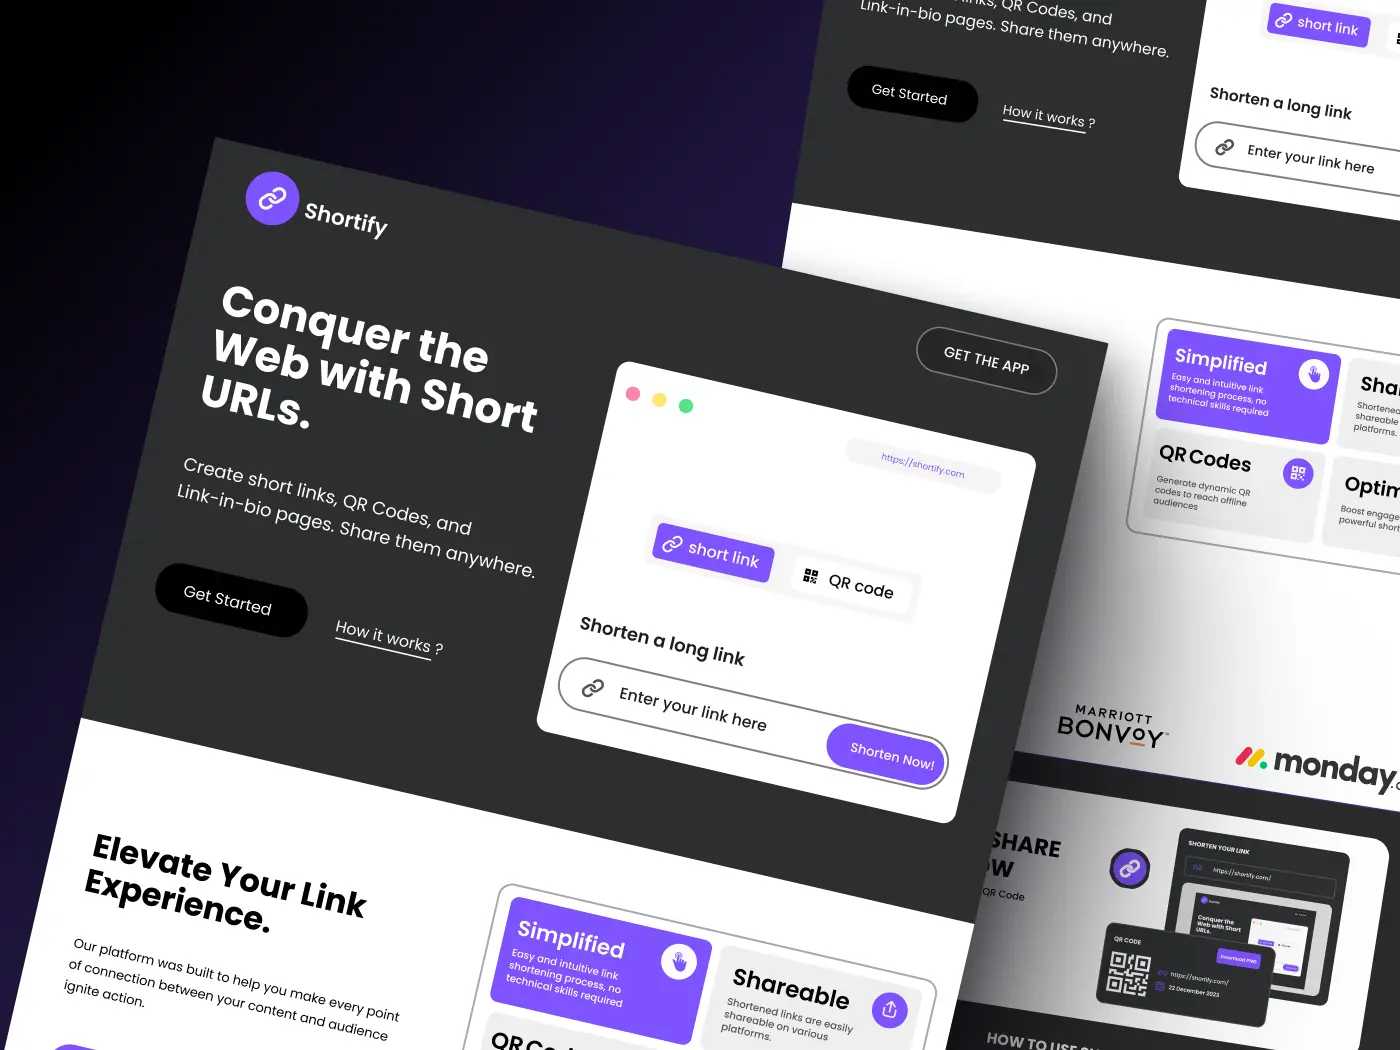 Shortify
GET THE APP
Conquer the
Web with Short
URLs.
Create short links, QR Codes, and
Link-in-bio pages. Share them anywhere.
Get Started
How it works ?
https://shortify.com
short link
QR code
Shorten a long link
Enter your link here
Shorten Now!
Elevate Your Link
Experience.
Our platform was built to help you make every point
of connection between your content and audience
ignite action.
Simplified
Easy and intuitive link
shortening process, no
technical skills required
Shareable
Shortened links are easily
shareable on various
platforms.
QR Co
QR Codes, and
Link-in-bio pages. Share them anywhere.
Get Started
How it works ?
short link
Shorten a long link
Enter your link here
Simplified
Easy and intuitive link
shortening process, no
technical skills required
Sha
Shortened
shareable
platforms.
QR Codes
Generate dynamic QR
codes to reach offline
audiences
Optim
Boost engage
powerful short
MARRIOTT
BONVOY
monday.c
SHARE
OW
QR Code
SHORTEN YOUR LINK
https://shortify.com/
Conquer the
Web with Short
URLs.
QR CODE
Download PNG
https://shortify.com/
22 December 2023
HOW TO USE